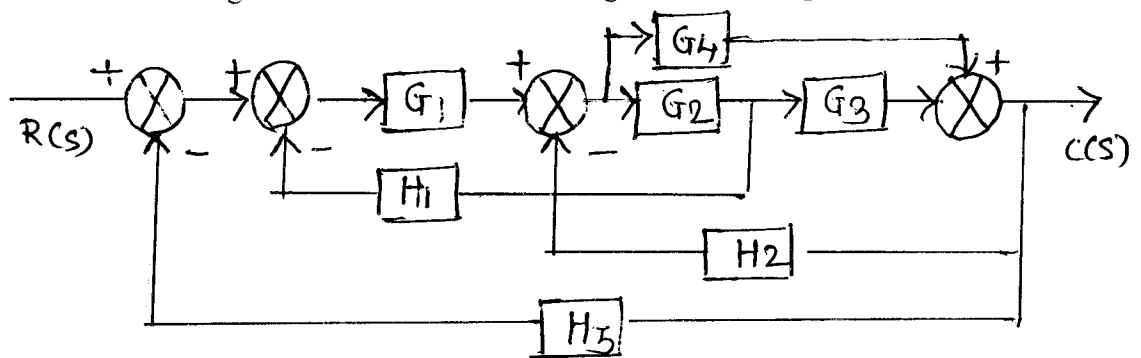 G4
+ + + +
G1 G2 G3
R(S) - - - C(S)
H1
H2
H5